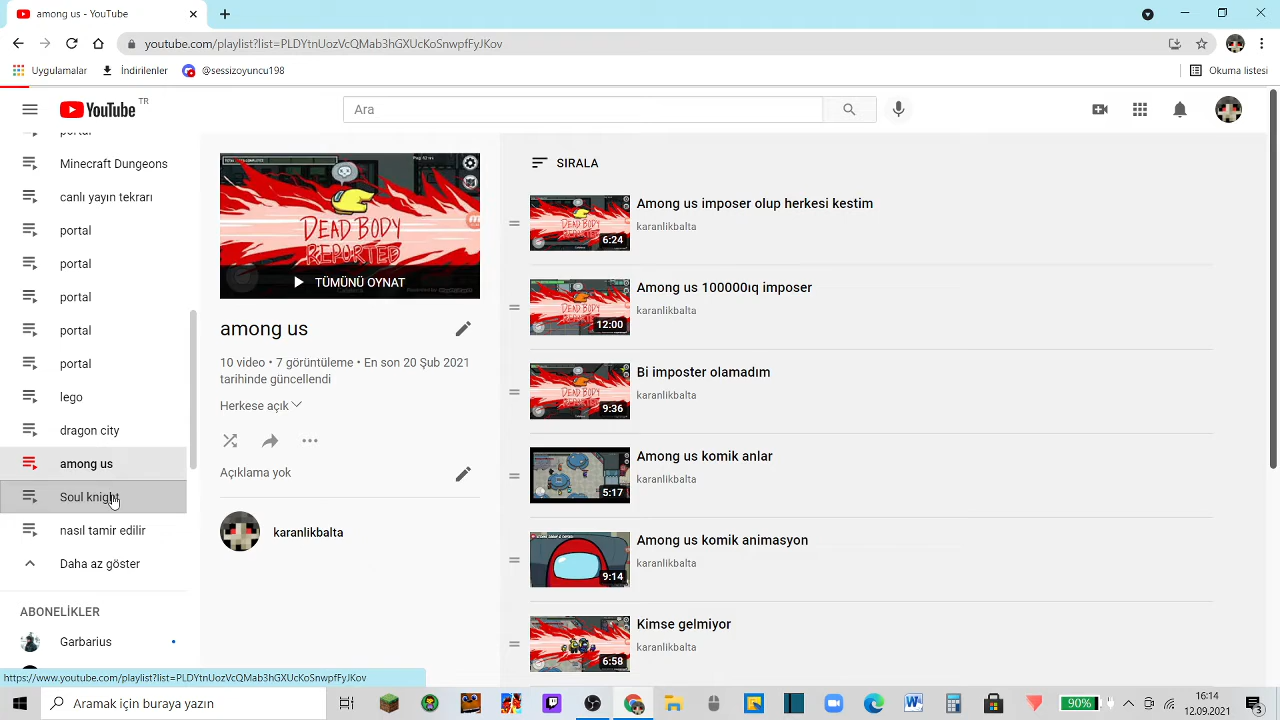 among us - YouTube
youtube.com/playlist?list=PLDYtnUozVcQMab3hGXUcKoSnwpfFyJKov
Uygulamalar
İndirilenler
@sessizoyuncu198
Okuma listesi
YouTube TR
Ara
portal
Minecraft Dungeons
canlı yayın tekrarı
portal
portal
portal
portal
portal
lego
dragon city
among us
Soul knight
nasıl tamir edilir
Daha az göster
ABONELİKLER
Garbarius
DEAD BODY
REPORTED
TÜMÜNÜ OYNAT
among us
10 video • 7 görüntüleme • En son 20 Şub 2021
tarihinde güncellendi
Herkese açık
Açıklama yok
karanlikbalta
SIRALA
Among us imposer olup herkesi kestim
karanlikbalta
6:24
Among us 100000ıq imposer
karanlikbalta
12:00
Bi imposter olamadım
karanlikbalta
9:36
Among us komik anlar
karanlikbalta
5:17
Among us komik animasyon
karanlikbalta
9:14
Kimse gelmiyor
karanlikbalta
6:58
https://www.youtube.com/playlist?list=PLDYtnUozVcQMab3hGXUcKoSnwpfFyJKov
Aramak için buraya yazın
90%
16:14
12.09.2021
3